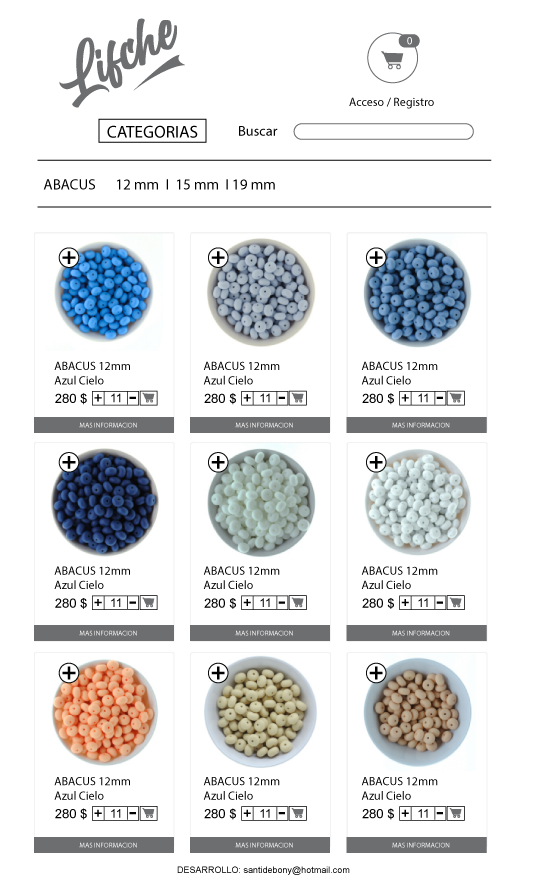 Lifche
0
Acceso / Registro
CATEGORIAS Buscar
ABACUS 12 mm I 15 mm I 19 mm
ABACUS 12mm
Azul Cielo
280 $ + 11 −
MAS INFORMACION
ABACUS 12mm
Azul Cielo
280 $ + 11 −
MAS INFORMACION
ABACUS 12mm
Azul Cielo
280 $ + 11 −
MAS INFORMACION
ABACUS 12mm
Azul Cielo
280 $ + 11 −
MAS INFORMACION
ABACUS 12mm
Azul Cielo
280 $ + 11 −
MAS INFORMACION
ABACUS 12mm
Azul Cielo
280 $ + 11 −
MAS INFORMACION
ABACUS 12mm
Azul Cielo
280 $ + 11 −
MAS INFORMACION
ABACUS 12mm
Azul Cielo
280 $ + 11 −
MAS INFORMACION
ABACUS 12mm
Azul Cielo
280 $ + 11 −
MAS INFORMACION
DESARROLLO: santidebony@hotmail.com